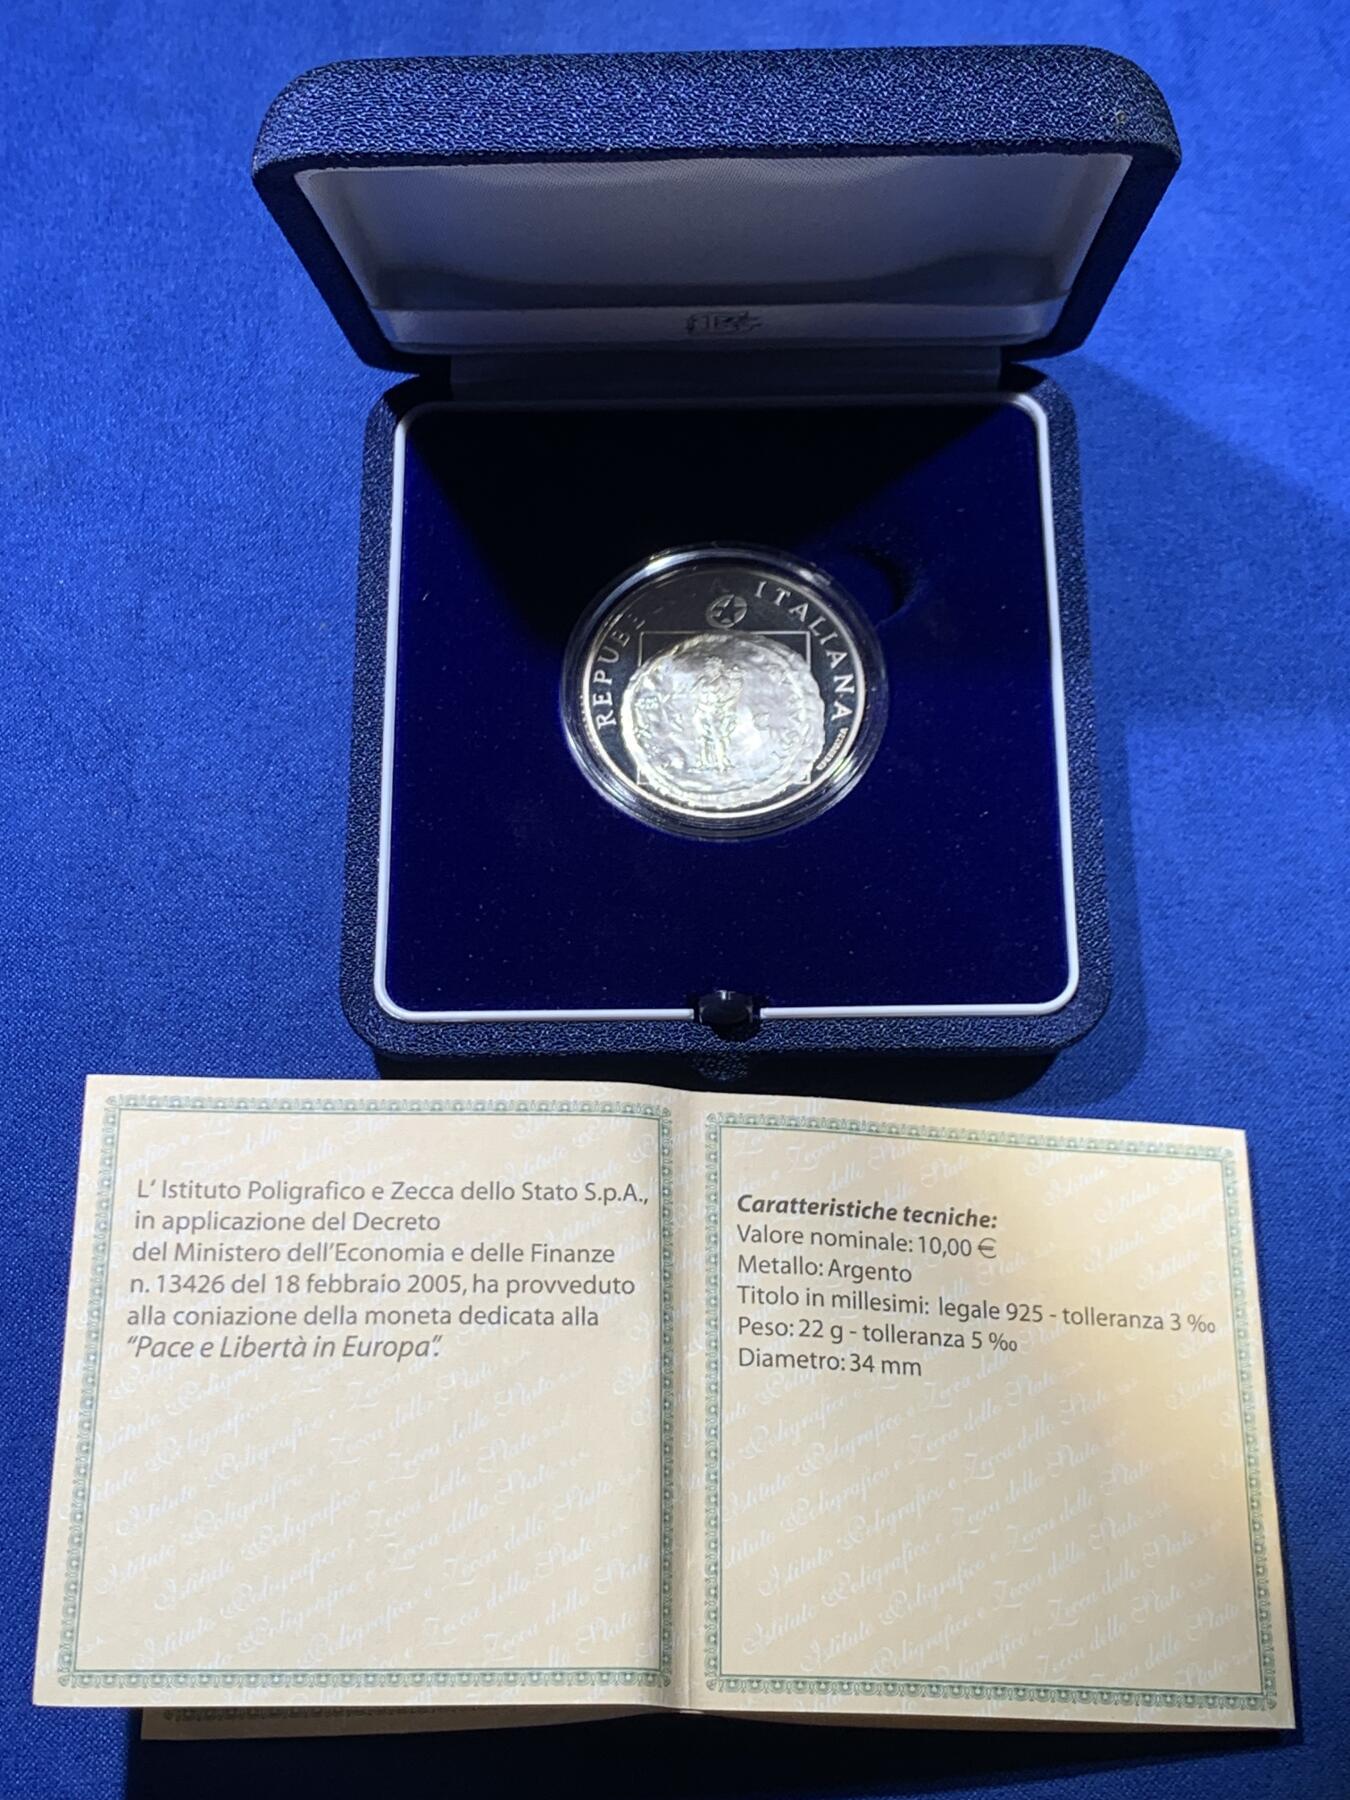 REPUBB A ITALIANA
L' Istituto Poligrafico e Zecca dello Stato S.p.A.,
in applicazione del Decreto
del Ministero dell'Economia e delle Finanze
n. 13426 del 18 febbraio 2005, ha provveduto
alla coniazione della moneta dedicata alla
“Pace e Libertà in Europa”.
Caratteristiche tecniche:
Valore nominale: 10,00 €
Metallo: Argento
Titolo in millesimi: legale 925 - tolleranza 3 ‰
Peso: 22 g - tolleranza 5 ‰
Diametro: 34 mm